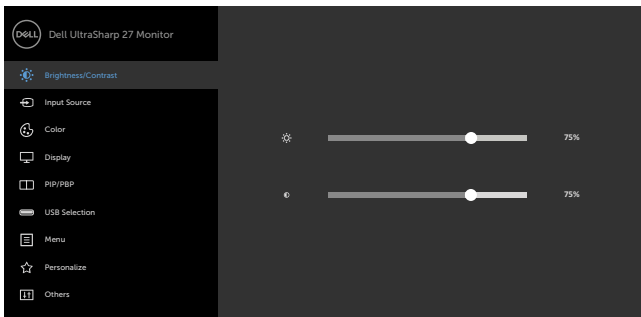 DELL
Dell UltraSharp 27 Monitor
Brightness/Contrast
Input Source
Color
Display
PIP/PBP
USB Selection
Menu
Personalize
Others
75%
75%